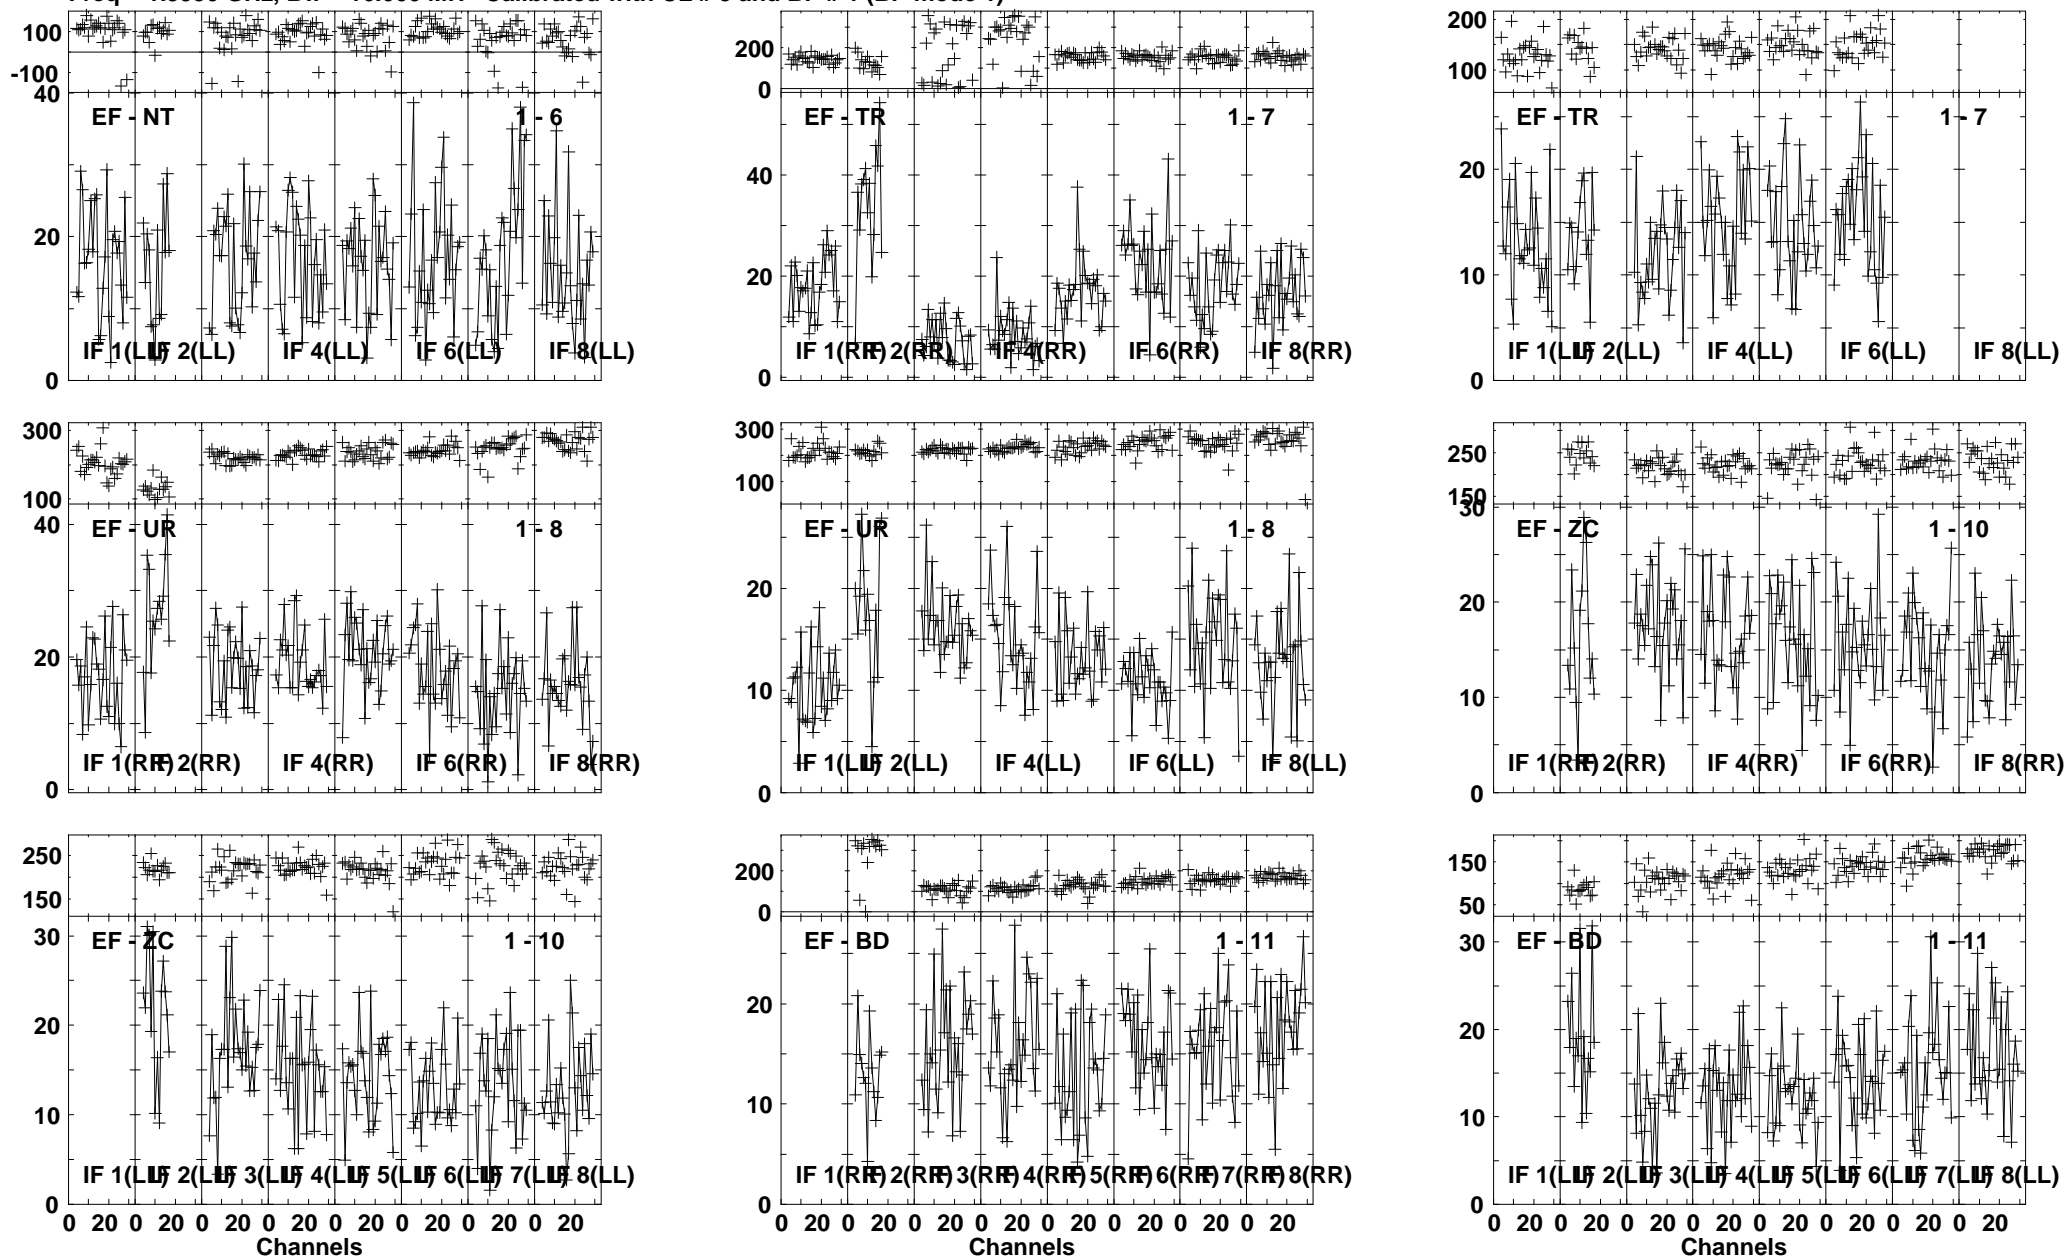 100
-100
40
EF - NT
1 - 6
20
IF 1(LL) IF 2(LL) IF 4(LL) IF 6(LL) IF 8(LL)
0
200
0
EF - TR
1 - 7
40
20
IF 1(RR) IF 2(RR) IF 4(RR) IF 6(RR) IF 8(RR)
0
200
100
EF - TR
1 - 7
20
10
IF 1(LL) IF 2(LL) IF 4(LL) IF 6(LL) IF 8(LL)
0
300
100
EF - UR
1 - 8
40
20
IF 1(RR) IF 2(RR) IF 4(RR) IF 6(RR) IF 8(RR)
0
300
100
EF - UR
1 - 8
20
10
IF 1(LL) IF 2(LL) IF 4(LL) IF 6(LL) IF 8(LL)
0
250
150
30
EF - ZC
1 - 10
20
10
IF 1(RR) IF 2(RR) IF 4(RR) IF 6(RR) IF 8(RR)
0
250
150
EF - ZC
1 - 10
30
20
10
IF 1(LL) IF 2(LL) IF 3(LL) IF 4(LL) IF 5(LL) IF 6(LL) IF 7(LL) IF 8(LL)
0
0 20 0 20 0 20 0 20 0 20 0 20 0 20 0 20
Channels
200
0
EF - BD
1 - 11
20
10
IF 1(RR) IF 2(RR) IF 3(RR) IF 4(RR) IF 5(RR) IF 6(RR) IF 7(RR) IF 8(RR)
0
0 20 0 20 0 20 0 20 0 20 0 20 0 20 0 20
Channels
150
50
EF - BD
1 - 11
30
20
10
IF 1(LL) IF 2(LL) IF 3(LL) IF 4(LL) IF 5(LL) IF 6(LL) IF 7(LL) IF 8(LL)
0
0 20 0 20 0 20 0 20 0 20 0 20 0 20 0 20
Channels